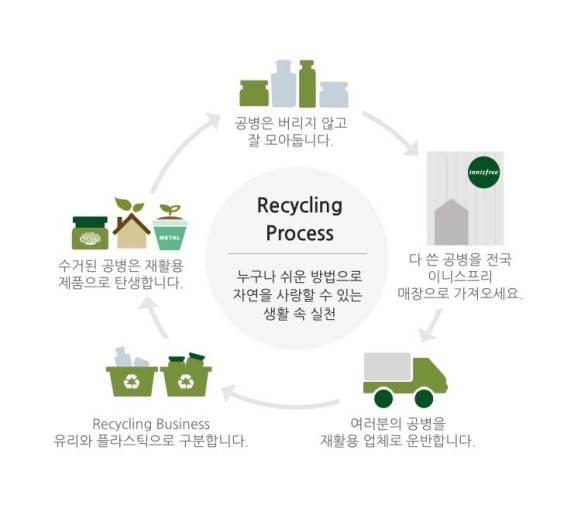 공병은 버리지 않고
잘 모아둡니다.
innisfree
다 쓴 공병을 전국
이니스프리
매장으로 가져오세요.
여러분의 공병을
재활용 업체로 운반합니다.
Recycling Business
유리와 플라스틱으로 구분합니다.
METAL
수거된 공병은 재활용
제품으로 탄생합니다.
Recycling
Process
누구나 쉬운 방법으로
자연을 사랑할 수 있는
생활 속 실천